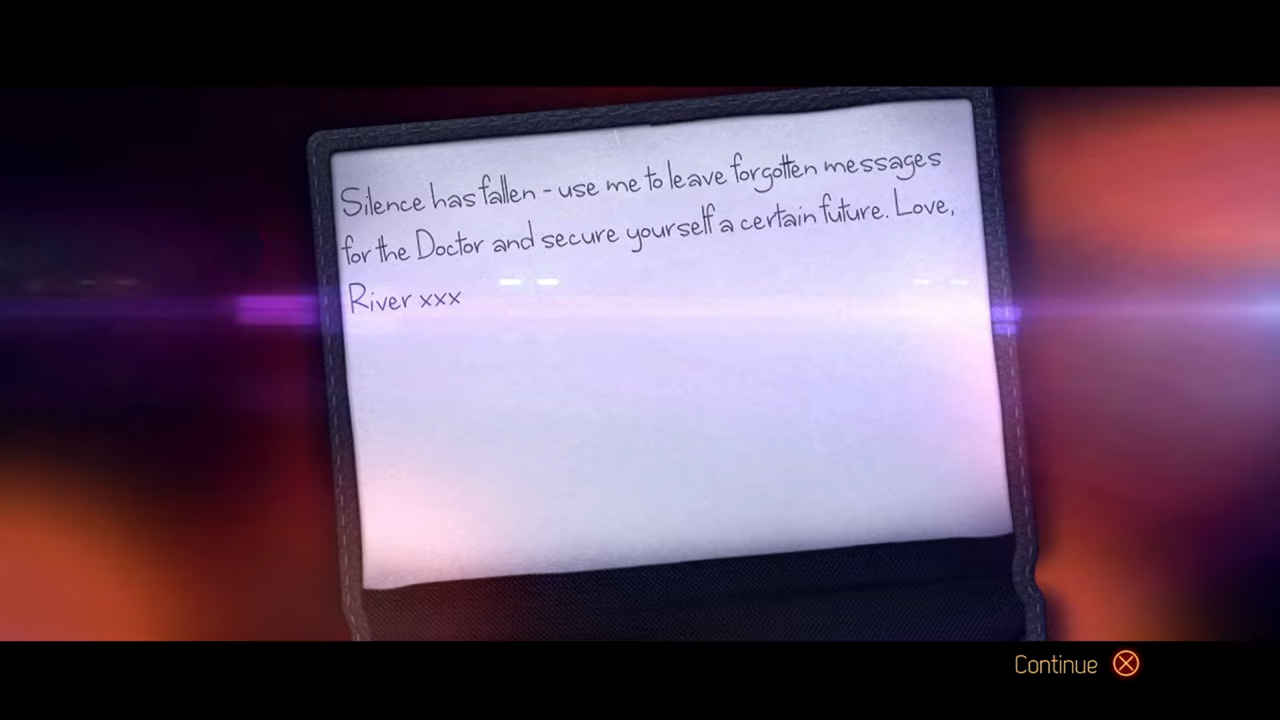 Silence has fallen - use me to leave forgotten messages
for the Doctor and secure yourself a certain future. Love,
River xxx
Continue